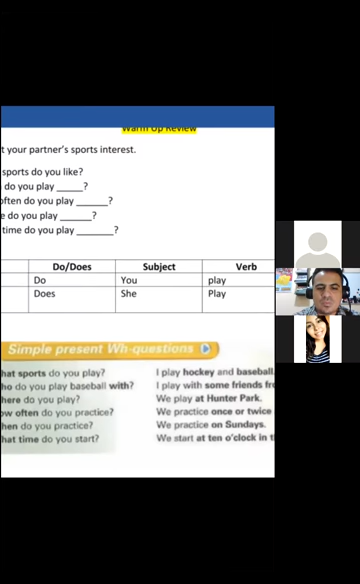 Warm Up Review
t your partner's sports interest.
sports do you like?
do you play _____?
often do you play ______?
e do you play ______?
time do you play _______?
Do/Does Subject Verb
Do You play
Does She Play
Simple present Wh-questions
hat sports do you play? I play hockey and baseball.
ho do you play baseball with? I play with some friends fr
here do you play? We play at Hunter Park.
ow often do you practice? We practice once or twice
hen do you practice? We practice on Sundays.
hat time do you start? We start at ten o'clock in t